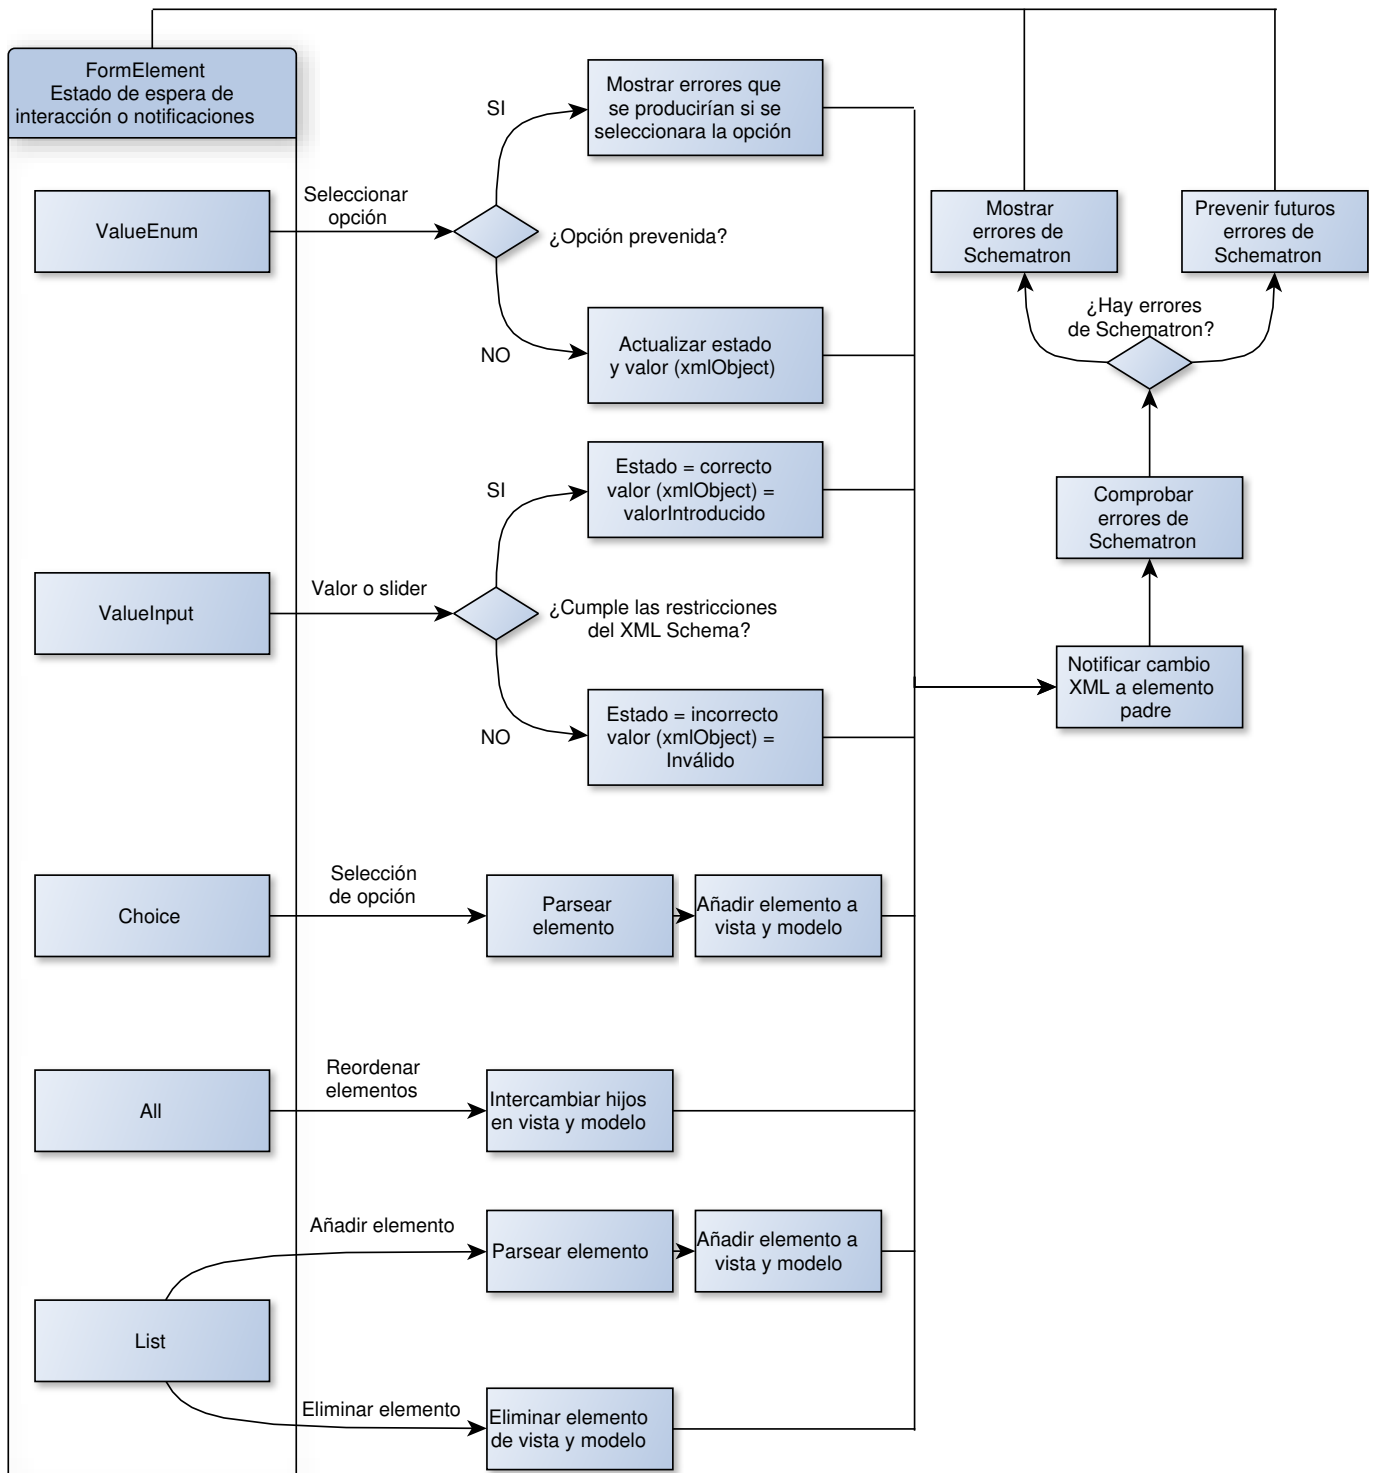 FormElement
Estado de espera de
interacción o notificaciones
ValueEnum
Seleccionar
opción
SI
¿Opción prevenida?
NO
Mostrar errores que
se producirían si se
seleccionara la opción
Actualizar estado
y valor (xmlObject)
Mostrar
errores de
Schematron
Prevenir futuros
errores de
Schematron
¿Hay errores
de Schematron?
Comprobar
errores de
Schematron
Notificar cambio
XML a elemento
padre
ValueInput
Valor o slider
SI
¿Cumple las restricciones
del XML Schema?
NO
Estado = correcto
valor (xmlObject) =
valorIntroducido
Estado = incorrecto
valor (xmlObject) =
Inválido
Choice
Selección
de opción
Parsear
elemento
Añadir elemento a
vista y modelo
All
Reordenar
elementos
Intercambiar hijos
en vista y modelo
List
Añadir elemento
Parsear elemento
Añadir elemento a
vista y modelo
Eliminar elemento
Eliminar elemento
de vista y modelo